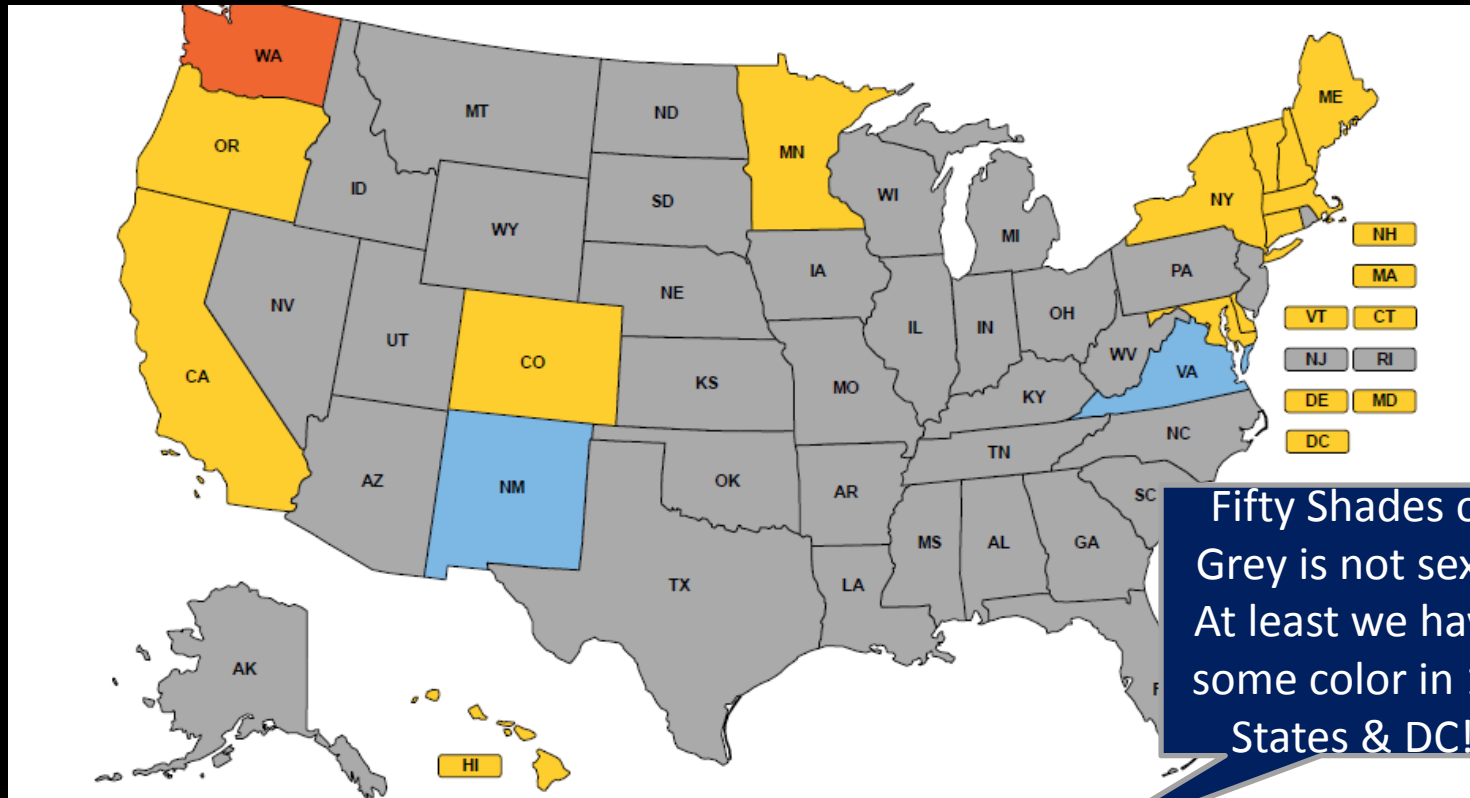 WA
MT
ND
OR
ID
WY
SD
MN
WI
MI
NY
ME
NH
MA
VT CT
NJ RI
DE MD
DC
NV
UT
CO
NE
IA
IL
IN
OH
PA
WV
VA
CA
KS
MO
KY
NC
AZ
NM
OK
AR
TN
SC
TX
LA
MS
AL
GA
F
AK
HI
Fifty Shades
Grey is not
At least we
some color in
States & DC!